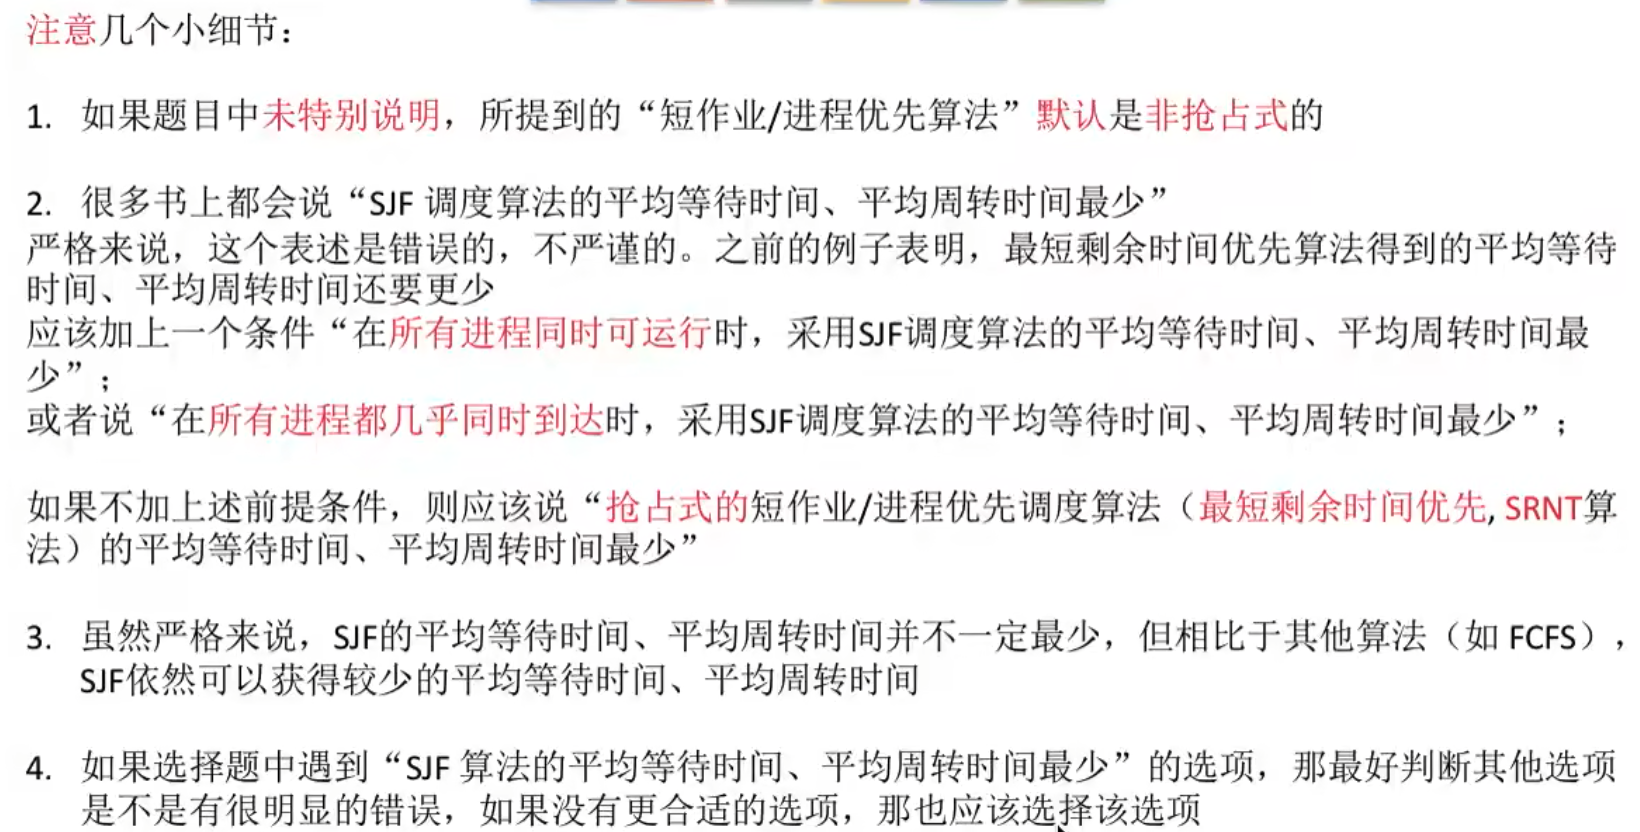 注意几个小细节：
1. 如果题目中未特别说明，所提到的“短作业/进程优先算法”默认是非抢占式的
2. 很多书上都会说“SJF 调度算法的平均等待时间、平均周转时间最少”
严格来说，这个表述是错误的，不严谨的。之前的例子表明，最短剩余时间优先算法得到的平均等待
时间、平均周转时间还要更少
应该加上一个条件“在所有进程同时可运行时，采用SJF调度算法的平均等待时间、平均周转时间最
少”；
或者说“在所有进程都几乎同时到达时，采用SJF调度算法的平均等待时间、平均周转时间最少”；
如果不加上述前提条件，则应该说“抢占式的短作业/进程优先调度算法（最短剩余时间优先, SRNT算
法）的平均等待时间、平均周转时间最少”
3. 虽然严格来说，SJF的平均等待时间、平均周转时间并不一定最少，但相比于其他算法（如 FCFS），
SJF依然可以获得较少的平均等待时间、平均周转时间
4. 如果选择题中遇到“SJF 算法的平均等待时间、平均周转时间最少”的选项，那最好判断其他选项
是不是有很明显的错误，如果没有更合适的选项，那也应该选择该选项